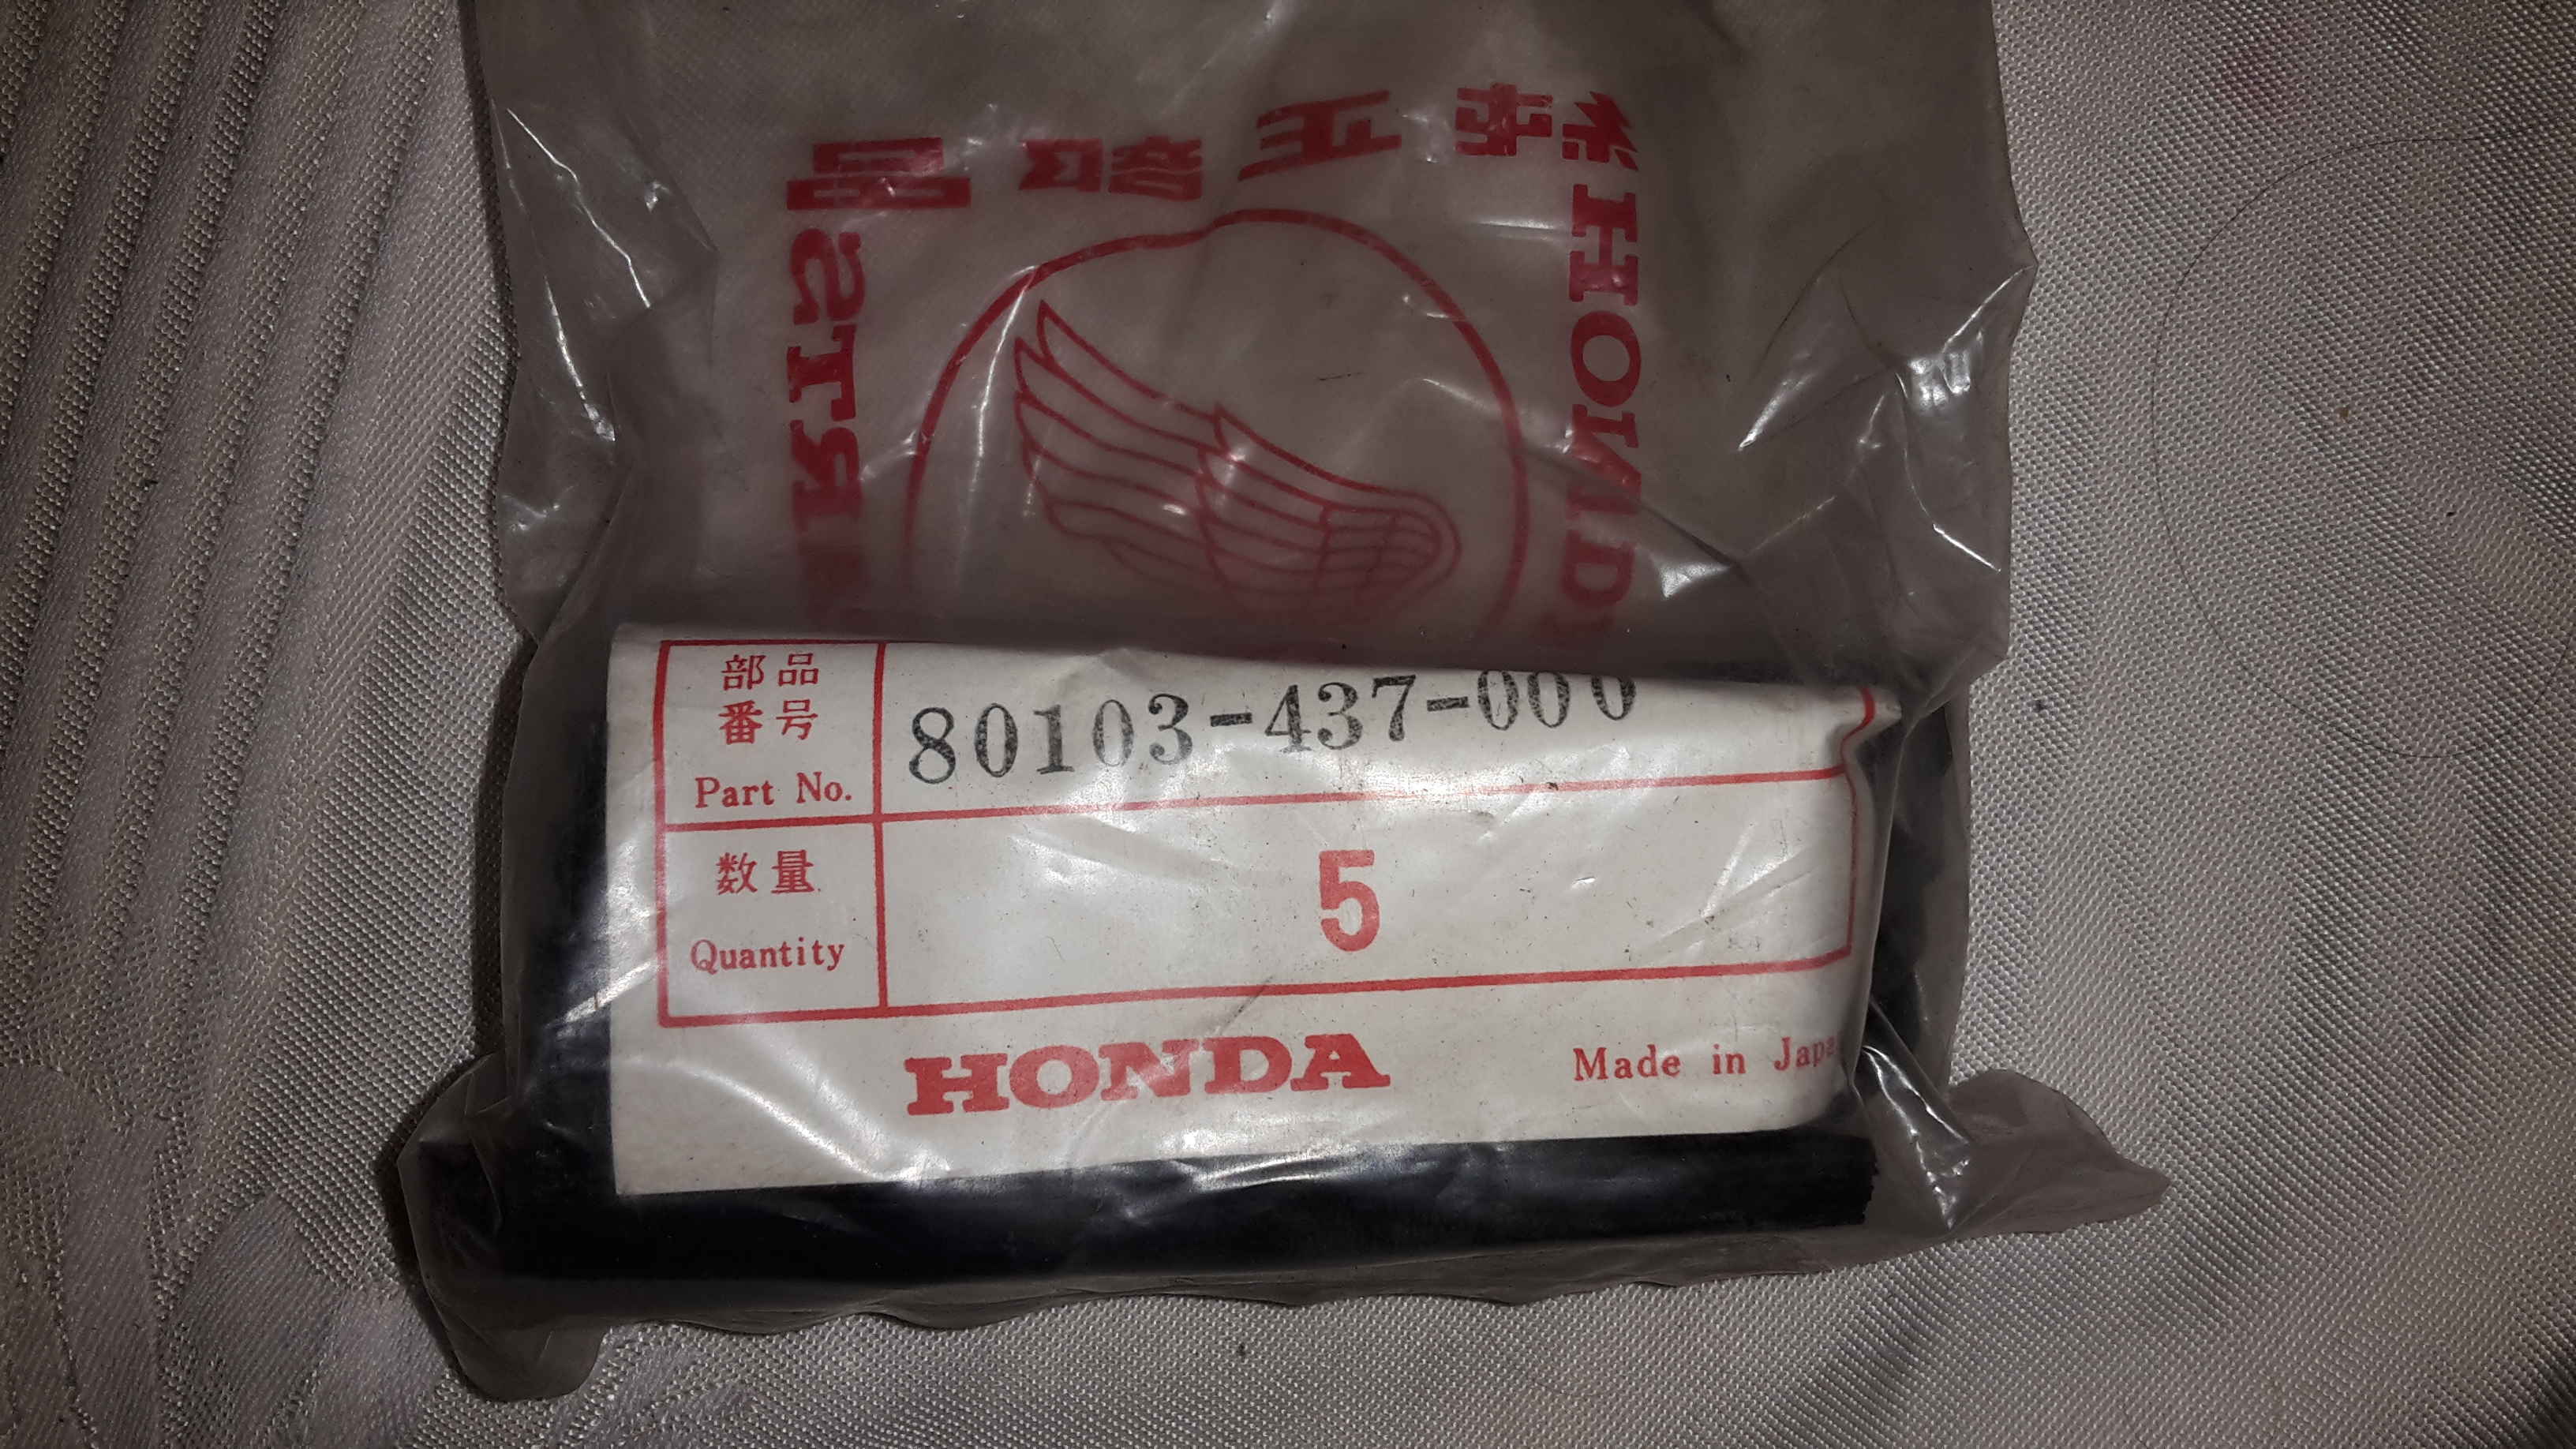 純正部品
HONDA
部品
番号
Part No.
80103-437-000
数量
Quantity
5
HONDA
Made in Japa